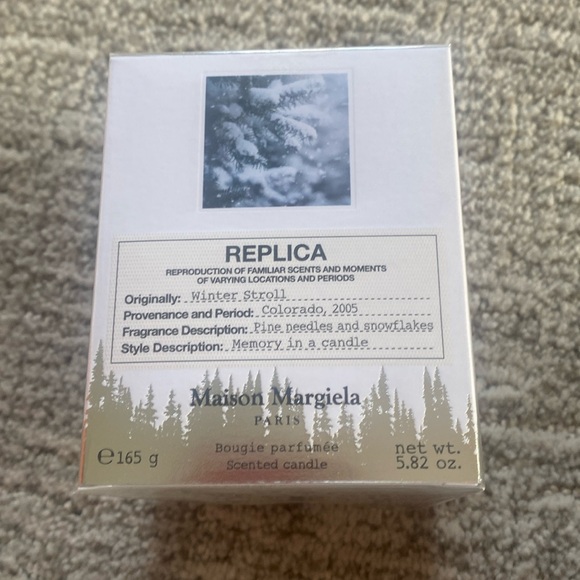 REPLICA
REPRODUCTION OF FAMILIAR SCENTS AND MOMENTS
OF VARYING LOCATIONS AND PERIODS
Originally: Winter Stroll
Provenance and Period: Colorado, 2005
Fragrance Description: Pine needles and snowflakes
Style Description: Memory in a candle
Maison Margiela
PARIS
Bougie parfumée
Scented candle
℮165 g
net wt.
5.82 oz.